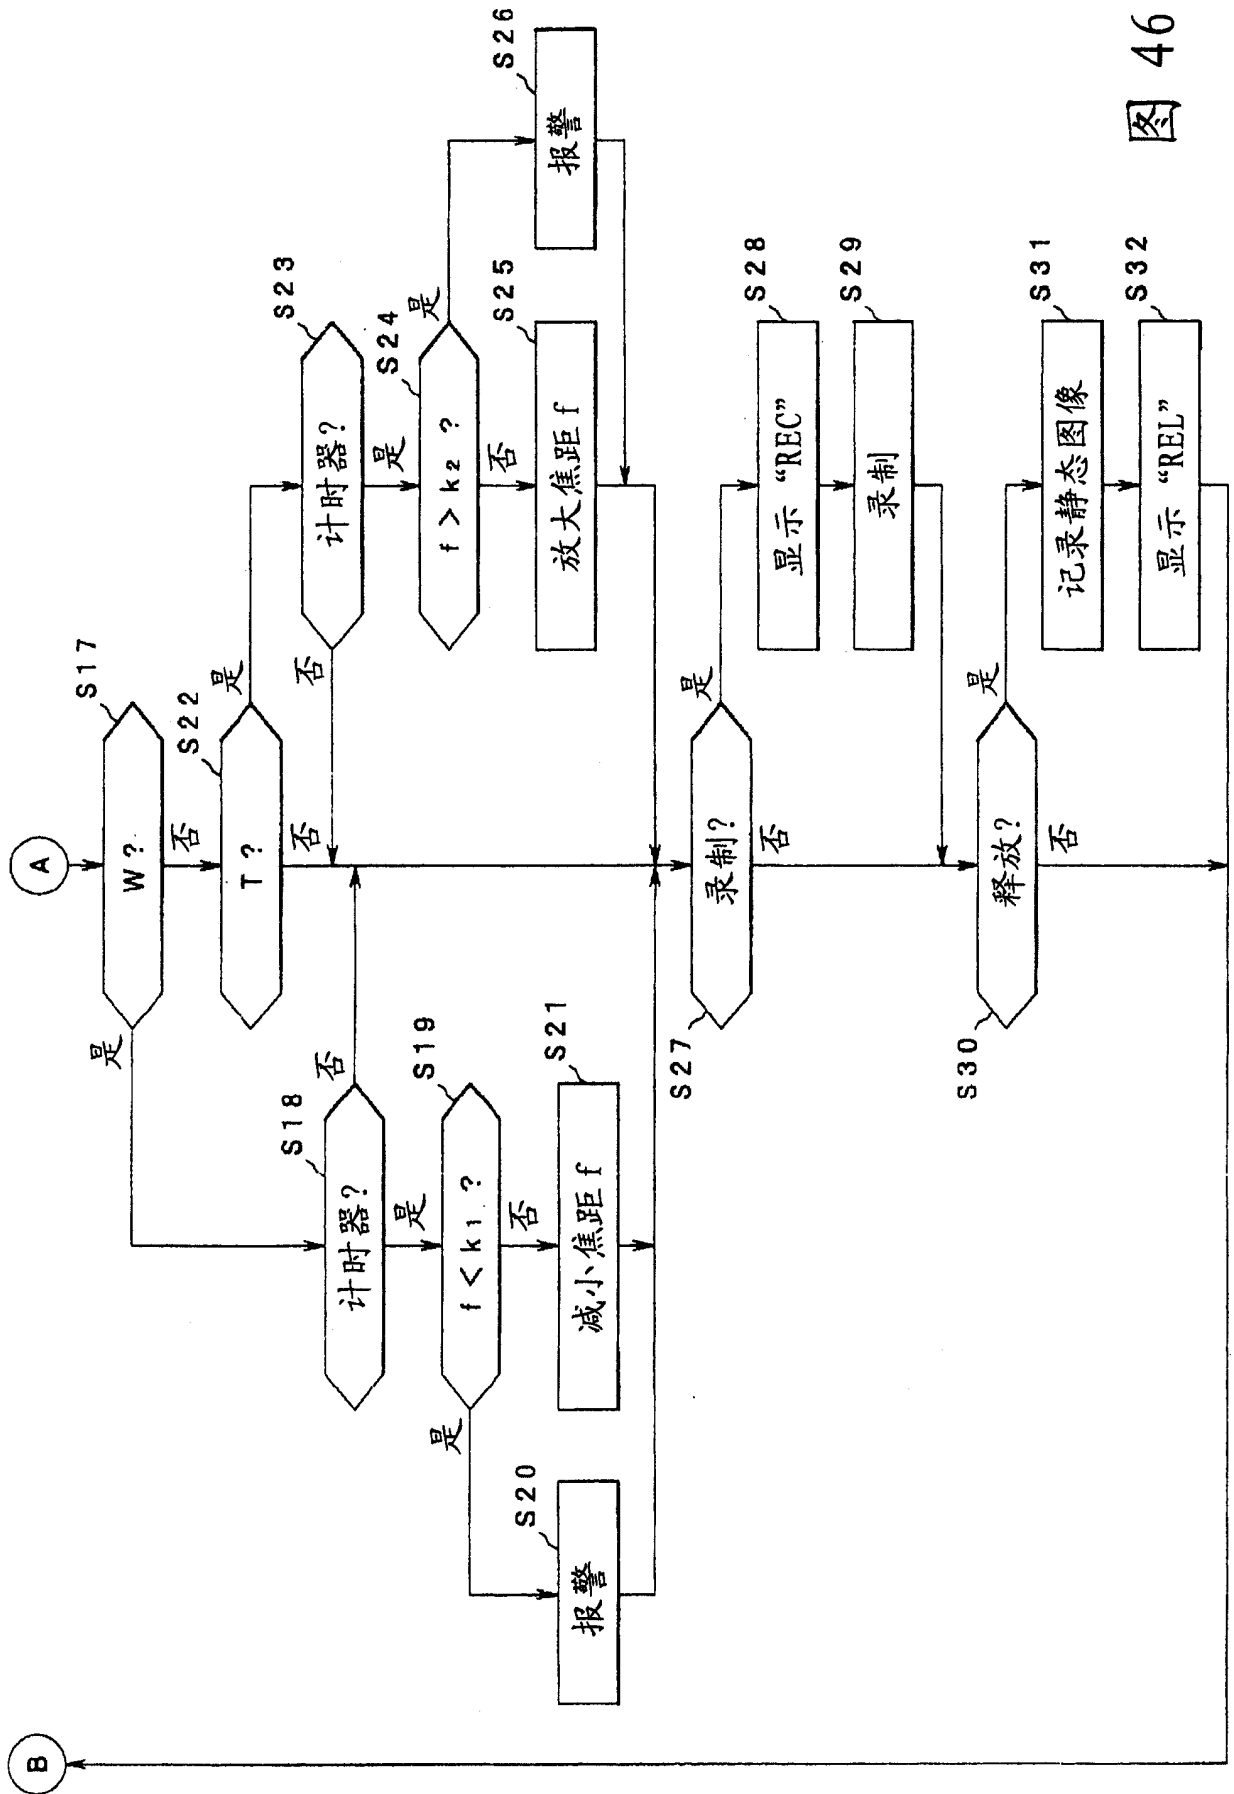 A
S17
W?
是
否
S22
T?
是
否
S18
计时器?
否
是
S23
计时器?
否
是
S19
f<k1?
是
否
S24
f>k2?
是
否
S20
报警
S21
减小焦距f
S25
放大焦距f
S26
报警
S27
录制?
是
否
S28
显示“REC”
S29
录制
S30
释放?
是
否
S31
记录静态图像
S32
显示“REL”
B
图 46